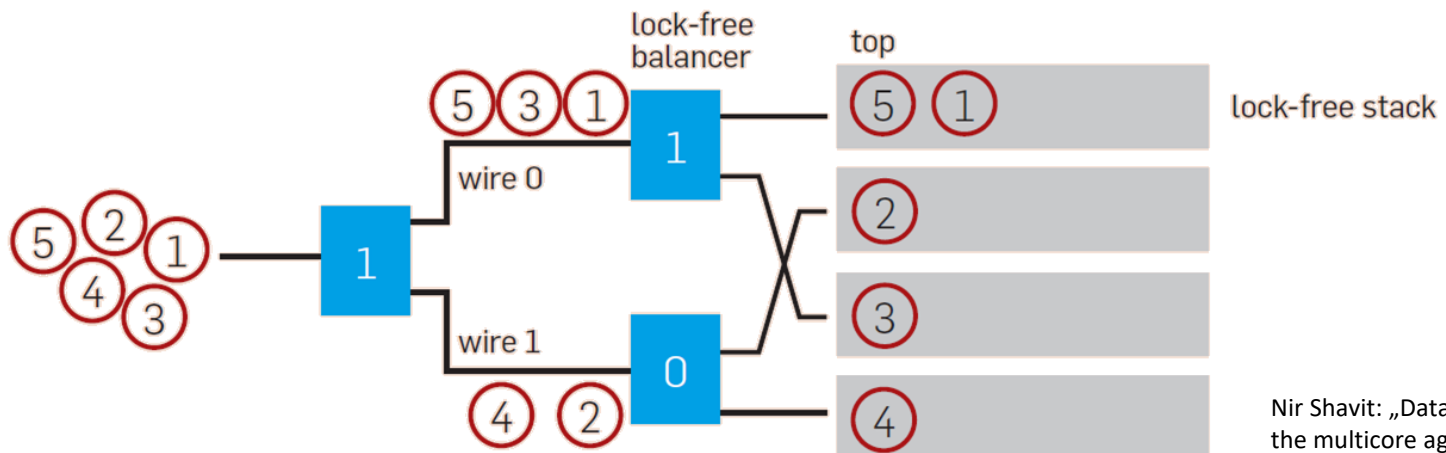 lock-free
balancer
top
5 3 1
1
5 1
lock-free stack
wire 0
2
5 2 1
4 3
1
3
wire 1
0
4 2
4
Nir Shavit: „Data
the multicore ag